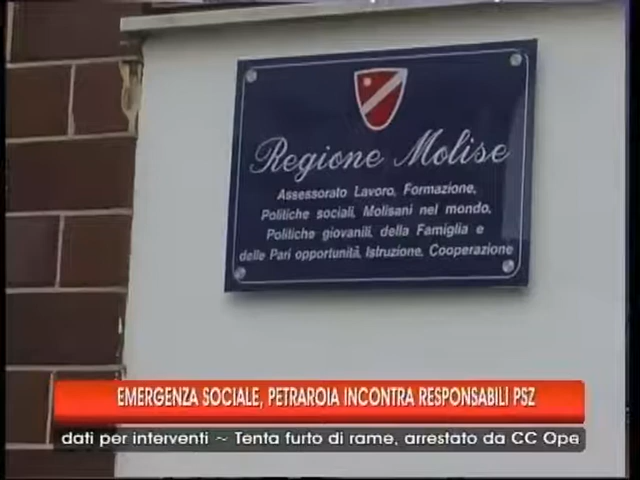 Regione Molise
Assessorato Lavoro, Formazione,
Politiche sociali, Molisani nel mondo,
Politiche giovanili, della Famiglia e
delle Pari opportunità, Istruzione, Cooperazione
EMERGENZA SOCIALE, PETRAROIA INCONTRA RESPONSABILI PSZ
dati per interventi ~ Tenta furto di rame, arrestato da CC Ope